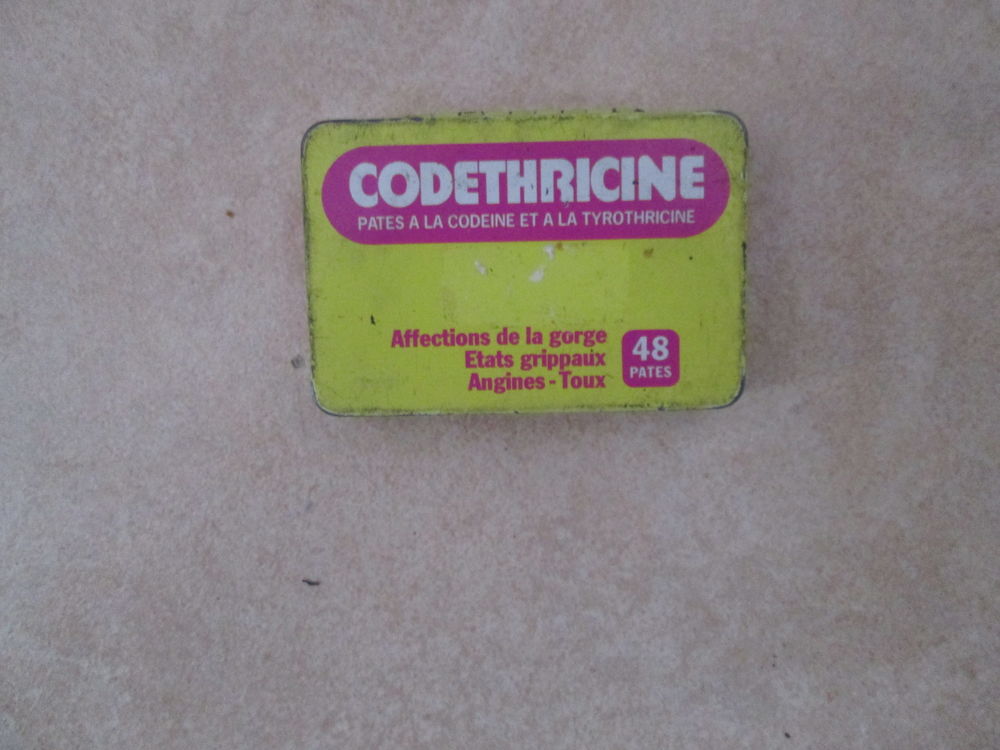 CODETHRICINE
PATES A LA CODEINE ET A LA TYROTHRICINE
Affections de la gorge
Etats grippaux
Angines - Toux
48
PATES